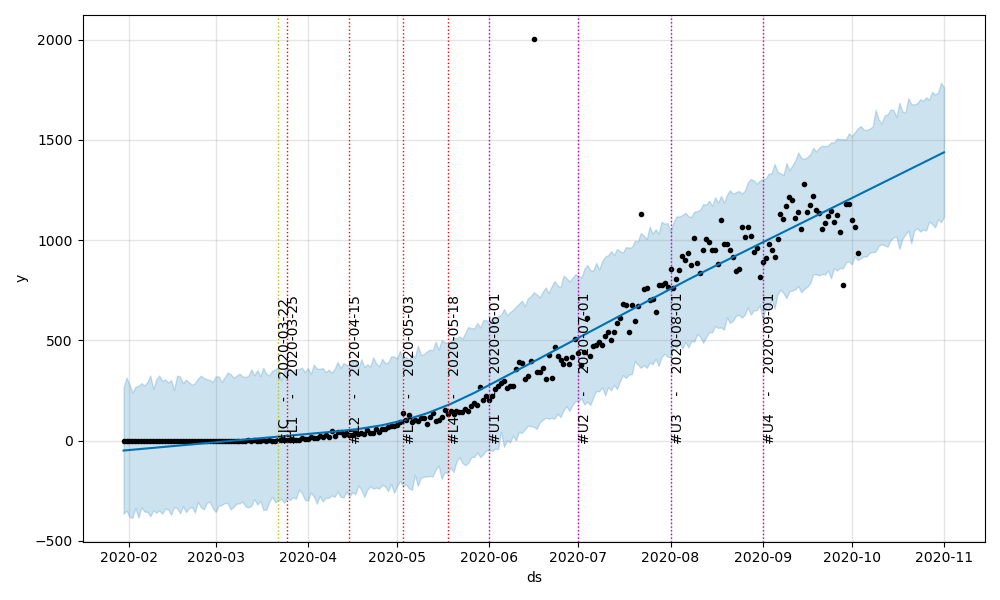 2000
1500
1000
500
0
−500
y
#JC - 2020-03-22
#L1 - 2020-03-25
#L2 - 2020-04-15
#L3 - 2020-05-03
#L4 - 2020-05-18
#U1 - 2020-06-01
#U2 - 2020-07-01
#U3 - 2020-08-01
#U4 - 2020-09-01
2020-02 2020-03 2020-04 2020-05 2020-06 2020-07 2020-08 2020-09 2020-10 2020-11
ds